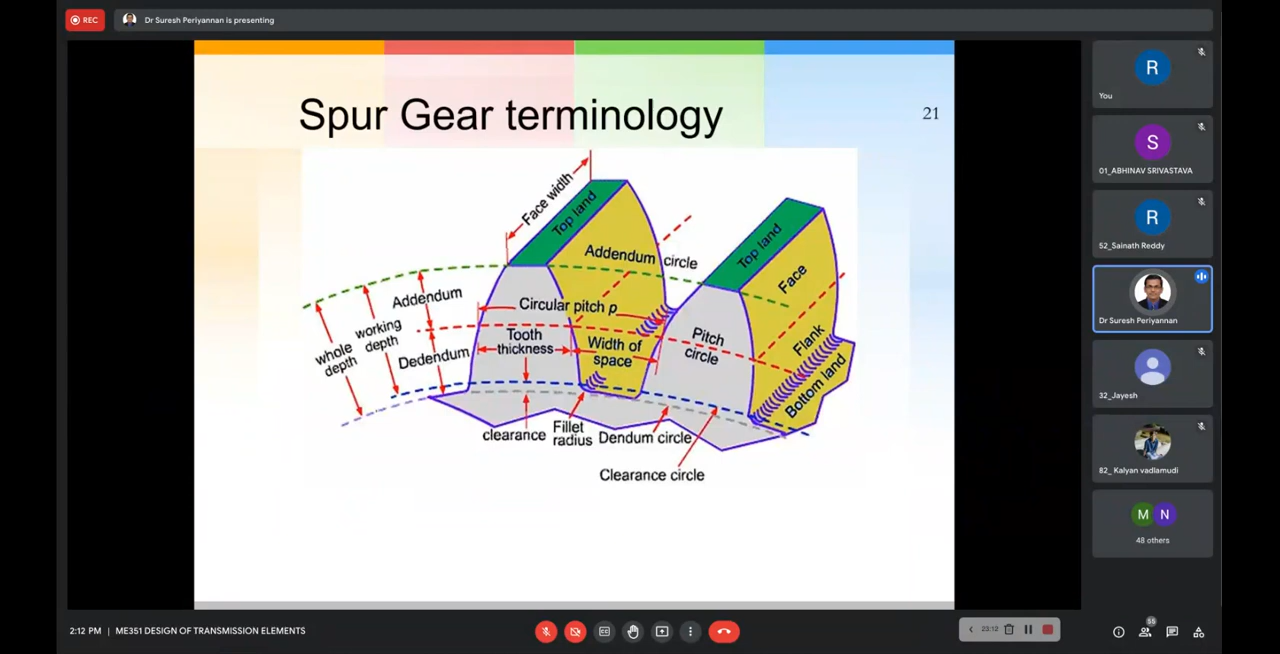 REC
Dr Suresh Periyannan is presenting
Spur Gear terminology
21
Face width
Top land
Top land
Addendum circle
Face
Addendum
Circular pitch p
whole
depth
working
depth
Dedendum
Tooth
thickness
Width of
space
Pitch
circle
Flank
Bottom land
clearance
Fillet
radius
Dendum circle
Clearance circle
R
You
S
01_ABHINAV SRIVASTAVA
R
52_Sainath Reddy
Dr Suresh Periyannan
32_Jayesh
82_ Kalyan vadlamudi
M N
48 others
2:12 PM | ME351 DESIGN OF TRANSMISSION ELEMENTS
23:12
55